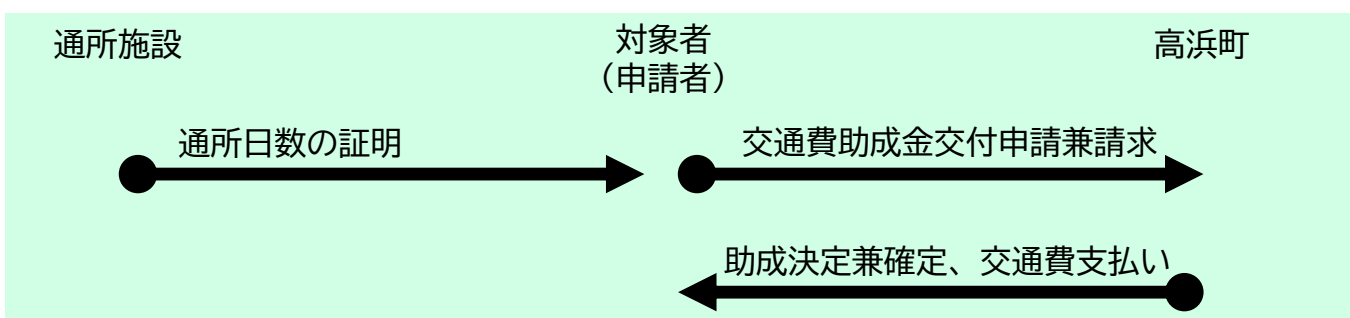 通所施設
対象者
（申請者）
高浜町
通所日数の証明
交通費助成金交付申請兼請求
助成決定兼確定、交通費支払い